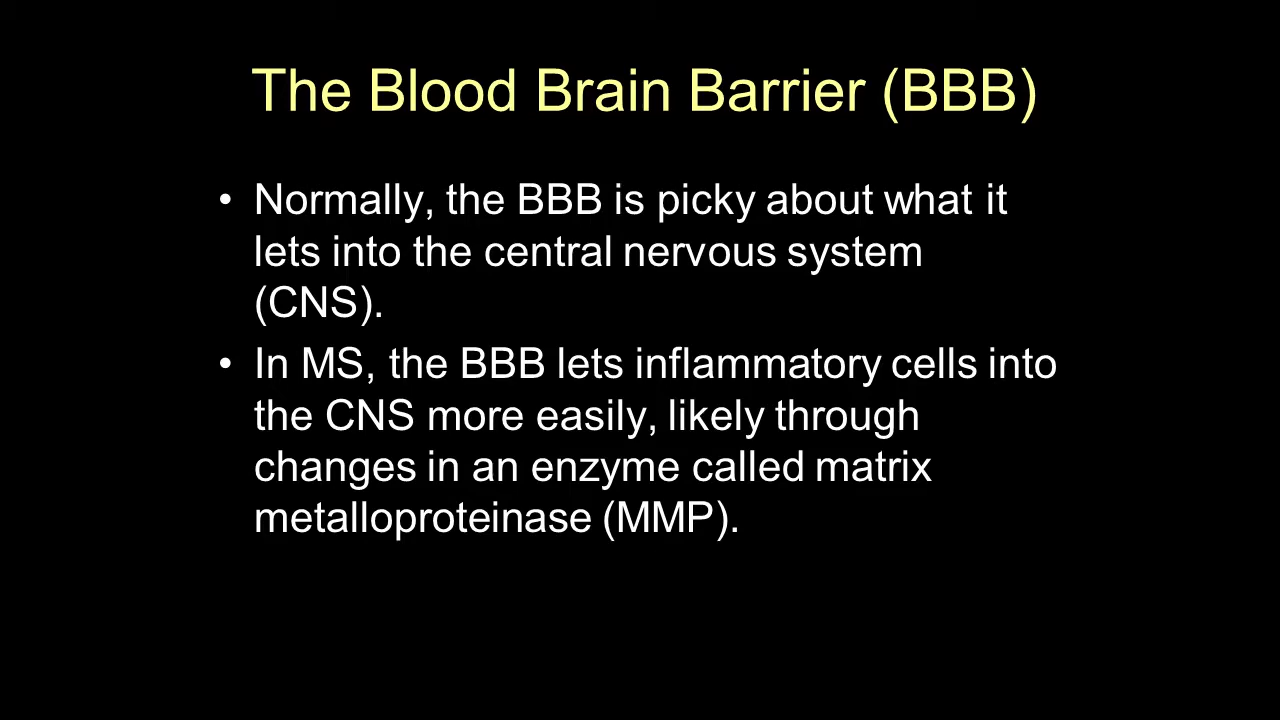 The Blood Brain Barrier (BBB)
• Normally, the BBB is picky about what it
lets into the central nervous system
(CNS).
• In MS, the BBB lets inflammatory cells into
the CNS more easily, likely through
changes in an enzyme called matrix
metalloproteinase (MMP).